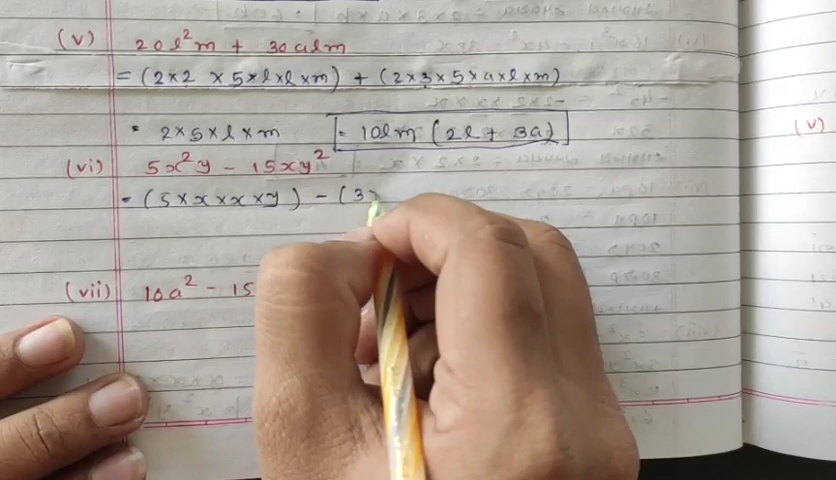 (v) 20l²m + 30alm
= (2×2×5×l×l×m) + (2×3×5×a×l×m)
= 2×5×l×m = 10lm (2l + 3a)
(vi) 5x²y - 15xy²
= (5×x×x×y) - (3
(vii) 10a² - 15
(v)